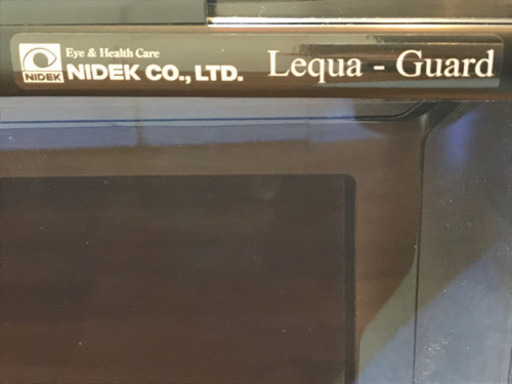 NIDEK
Eye & Health Care
NIDEK CO., LTD.
Lequa - Guard